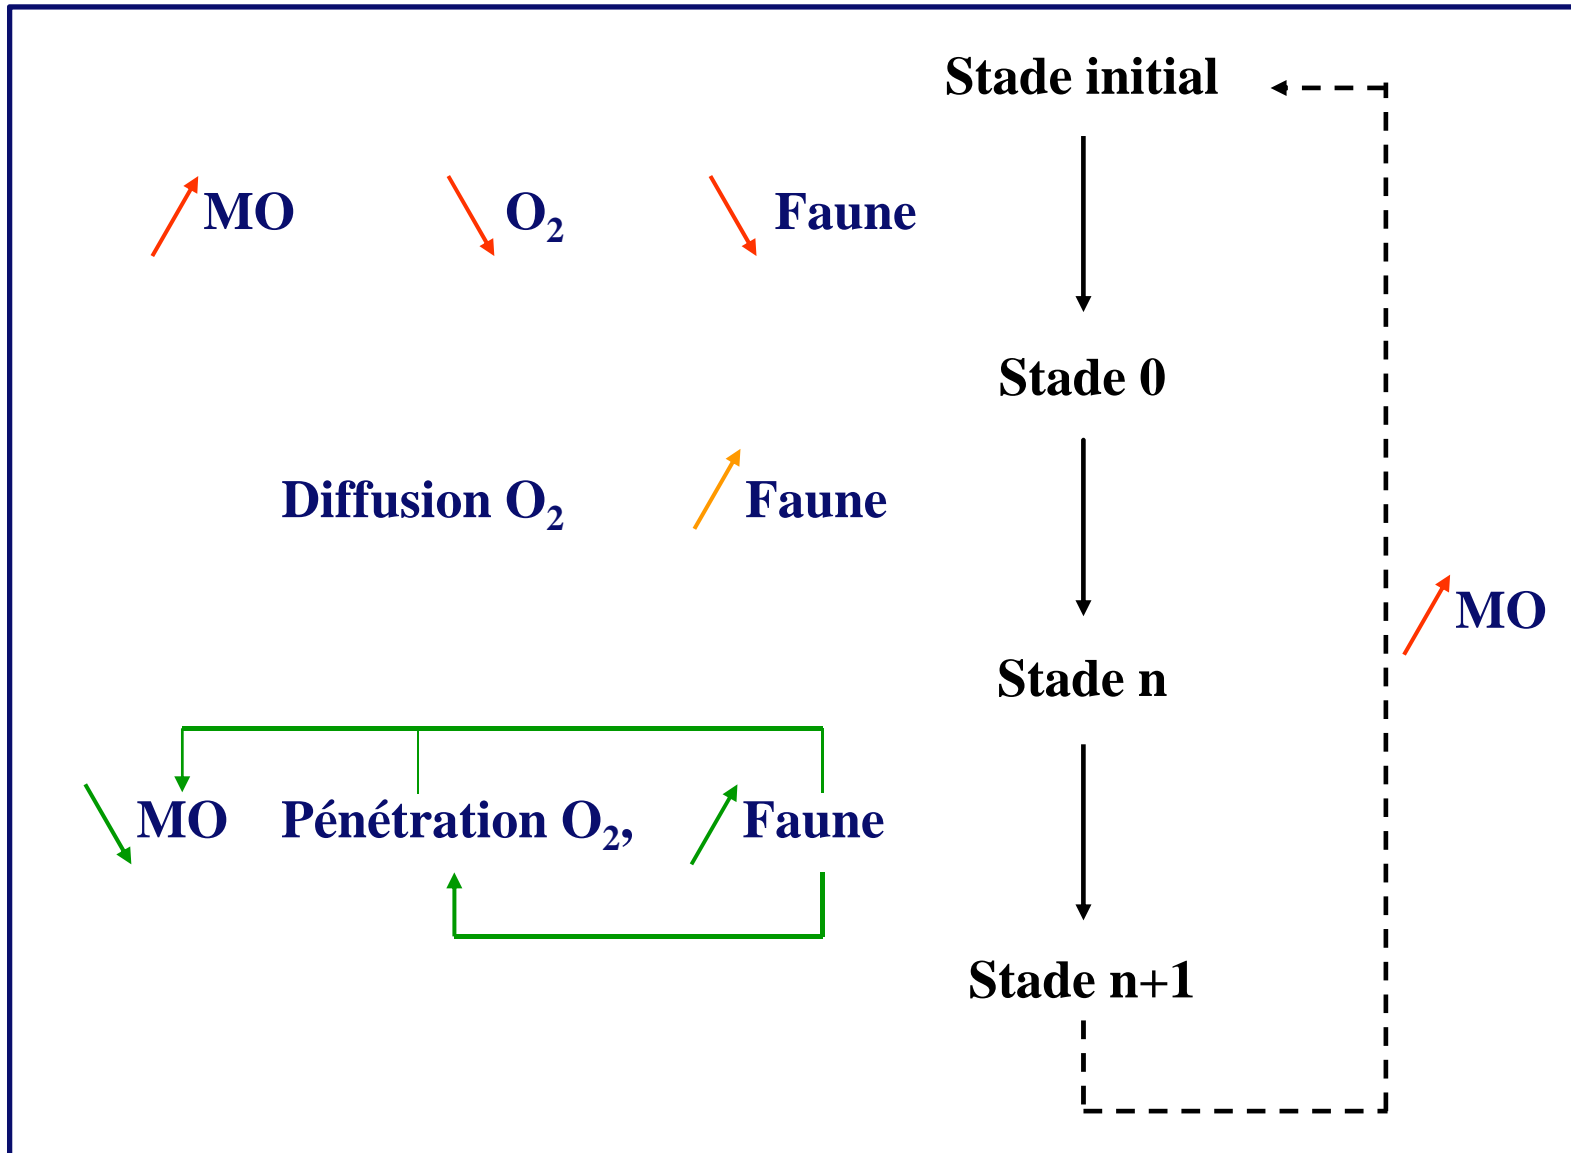 Stade initial
MO O₂ Faune
Stade 0
Diffusion O₂ Faune
MO
Stade n
MO Pénétration O₂, Faune
Stade n+1